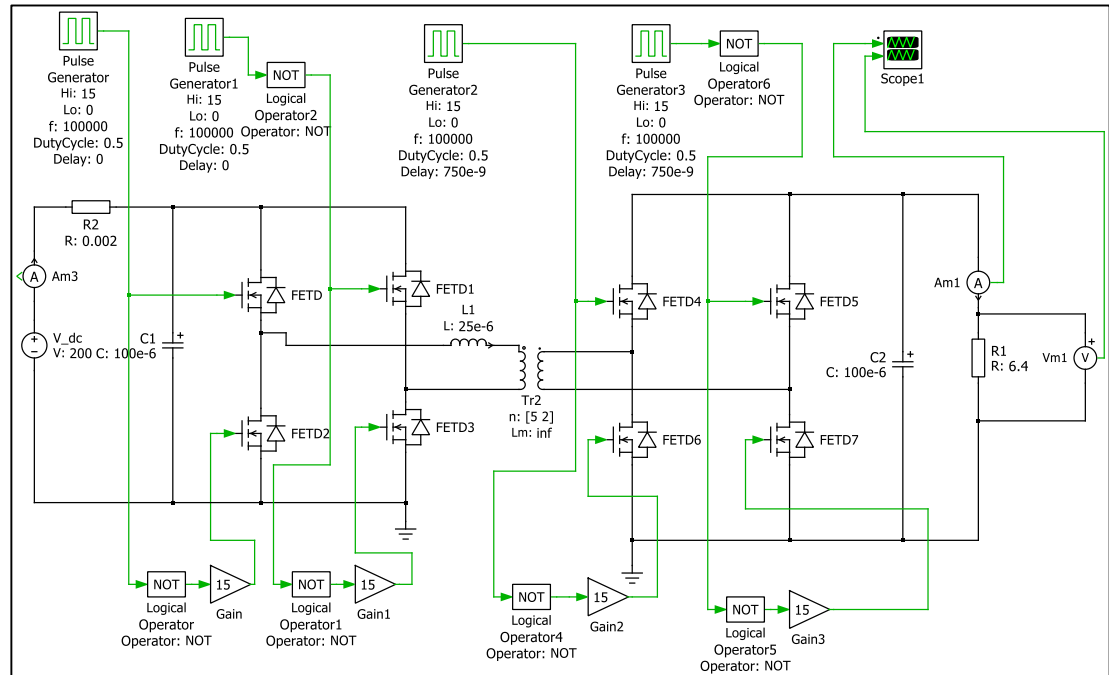 Pulse
Generator
Hi: 15
Lo: 0
f: 100000
DutyCycle: 0.5
Delay: 0
Pulse
Generator1
Hi: 15
Lo: 0
f: 100000
DutyCycle: 0.5
Delay: 0
NOT
Logical
Operator2
Operator: NOT
Pulse
Generator2
Hi: 15
Lo: 0
f: 100000
DutyCycle: 0.5
Delay: 750e-9
Pulse
Generator3
Hi: 15
Lo: 0
f: 100000
DutyCycle: 0.5
Delay: 750e-9
NOT
Logical
Operator6
Operator: NOT
Scope1
R2
R: 0.002
A
Am3
V_dc
V: 200
C1
C: 100e-6
FETD
FETD1
FETD2
FETD3
L1
L: 25e-6
Tr2
n: [5 2]
Lm: inf
FETD4
FETD5
FETD6
FETD7
C2
C: 100e-6
Am1
A
R1
R: 6.4
Vm1
V
NOT
Logical
Operator
Operator: NOT
15
Gain
NOT
Logical
Operator1
Operator: NOT
15
Gain1
NOT
Logical
Operator4
Operator: NOT
15
Gain2
NOT
Logical
Operator5
Operator: NOT
15
Gain3